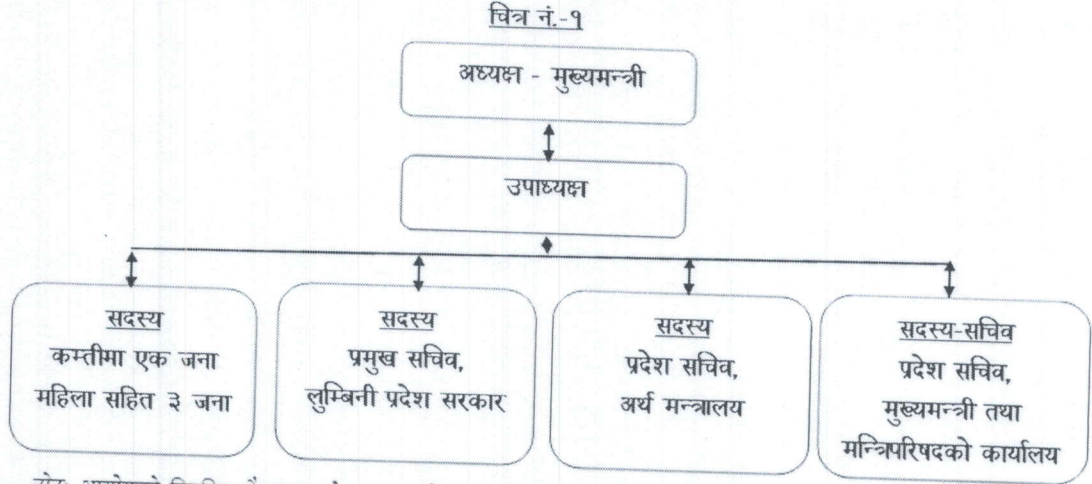 चित्र नं.-१
अध्यक्ष - मुख्यमन्त्री
उपाध्यक्ष
सदस्य
कम्तीमा एक जना
महिला सहित ३ जना
सदस्य
प्रमुख सचिव,
लुम्बिनी प्रदेश सरकार
सदस्य
प्रदेश सचिव,
अर्थ मन्त्रालय
सदस्य-सचिव
प्रदेश सचिव,
मुख्यमन्त्री तथा
मन्त्रिपरिषदको कार्यालय